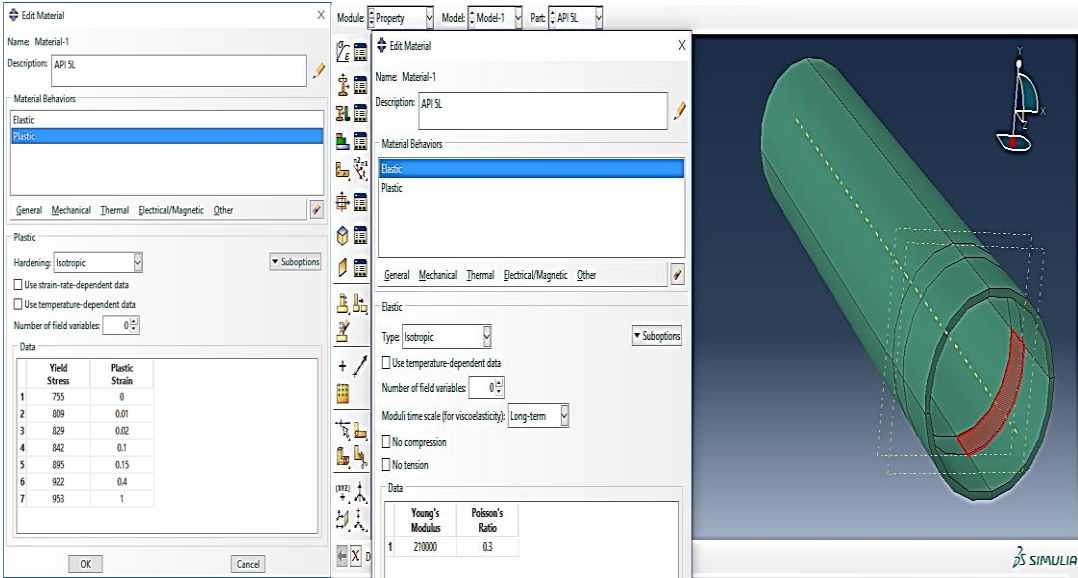 Edit Material X
Name: Material-1
Description: API 5L
Material Behaviors
Elastic
Plastic
General Mechanical Thermal Electrical/Magnetic Other
Plastic
Hardening: Isotropic
▼ Suboptions
Use strain-rate-dependent data
Use temperature-dependent data
Number of field variables: 0
Data
Yield Stress Plastic Strain
1 755 0
2 809 0.01
3 829 0.02
4 842 0.1
5 895 0.15
6 922 0.4
7 953 1
OK Cancel
Module: Property Model: Model-1 Part: API 5L
Edit Material X
Name: Material-1
Description: API 5L
Material Behaviors
Elastic
Plastic
General Mechanical Thermal Electrical/Magnetic Other
Elastic
Type: Isotropic
▼ Suboptions
Use temperature-dependent data
Number of field variables: 0
Moduli time scale (for viscoelasticity): Long-term
No compression
No tension
Data
Young's Modulus Poisson's Ratio
1 210000 0.3
(XYZ)
X D
Y
X
Z
SIMULIA